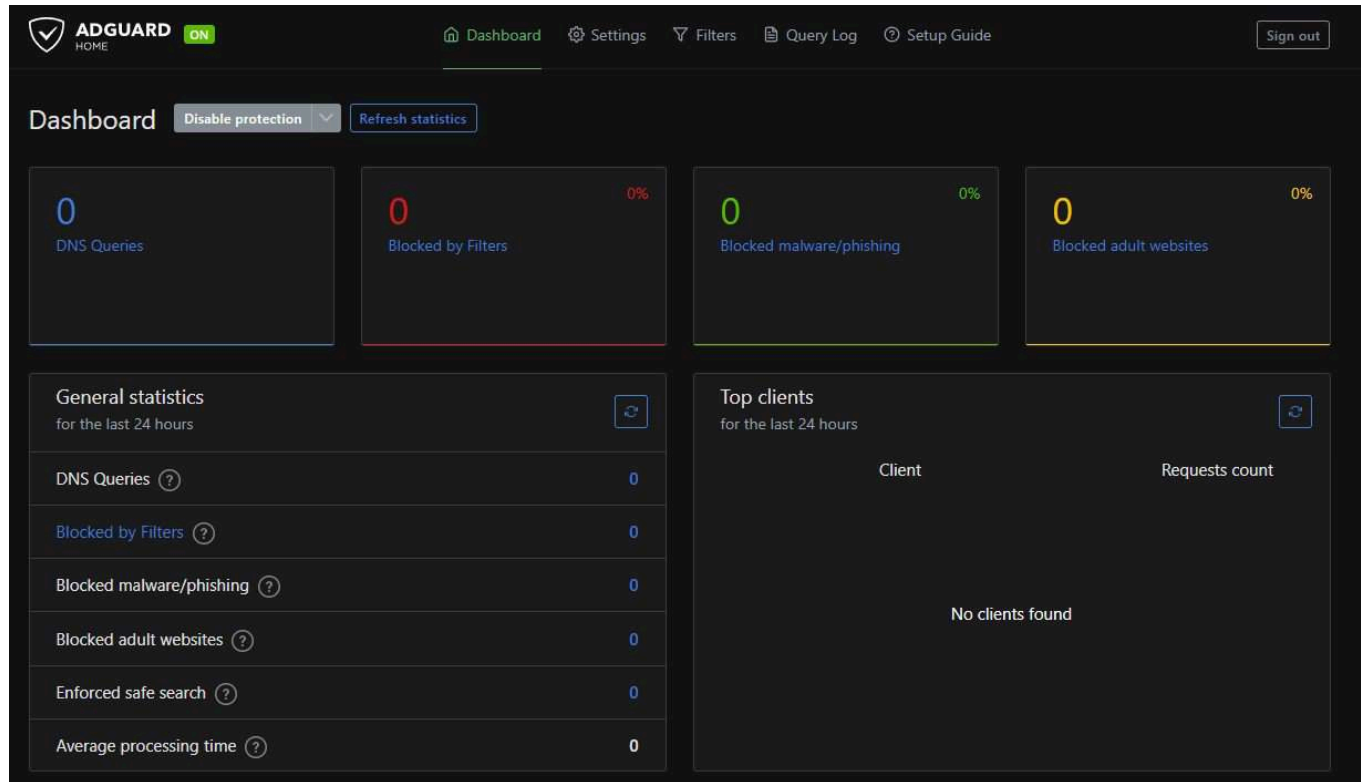 ADGUARD ON
HOME
Dashboard Settings Filters Query Log Setup Guide Sign out
Dashboard Disable protection Refresh statistics
0
DNS Queries
0 0%
Blocked by Filters
0 0%
Blocked malware/phishing
0 0%
Blocked adult websites
General statistics
for the last 24 hours
DNS Queries ? 0
Blocked by Filters ? 0
Blocked malware/phishing ? 0
Blocked adult websites ? 0
Enforced safe search ? 0
Average processing time ? 0
Top clients
for the last 24 hours
Client Requests count
No clients found